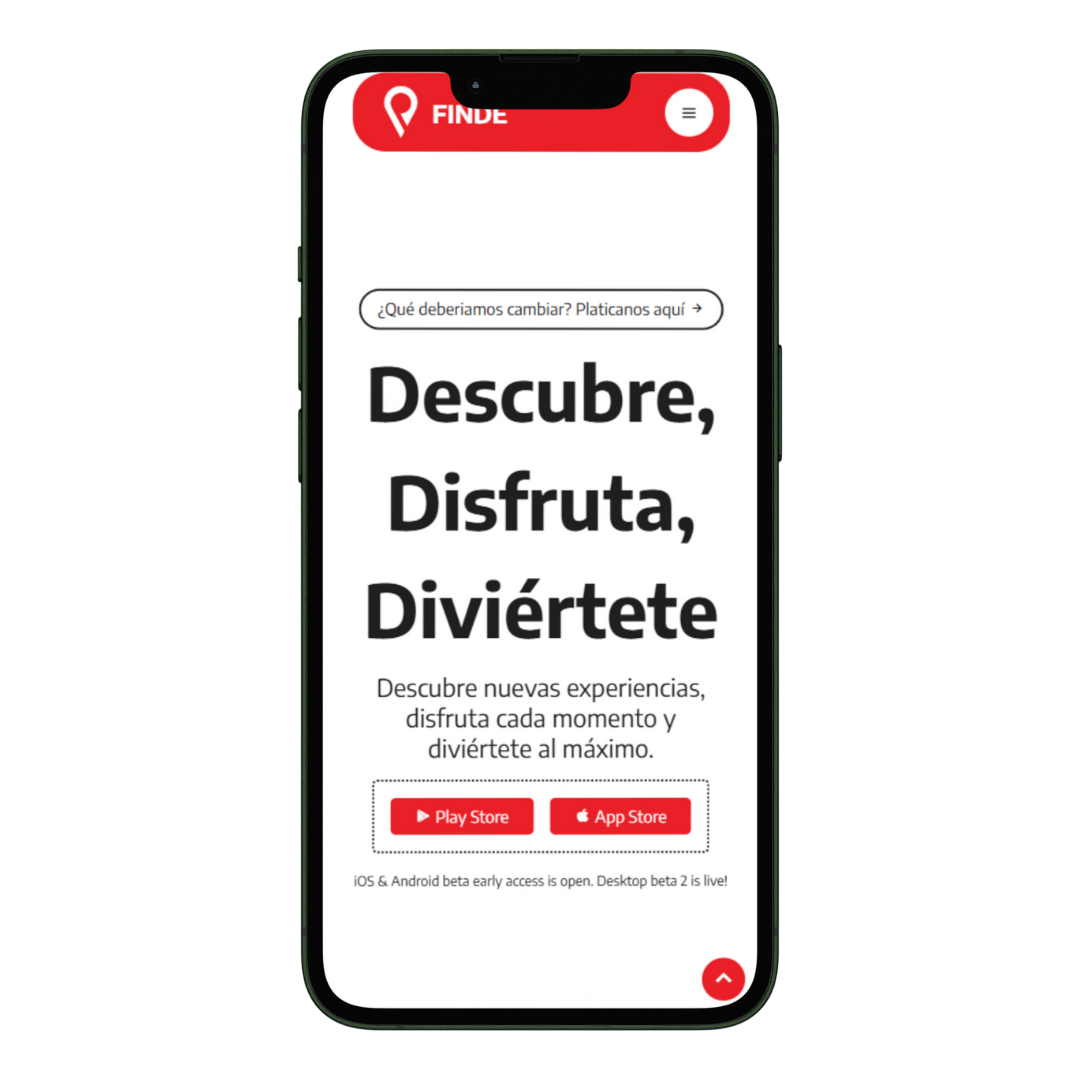 FINDE
¿Qué deberiamos cambiar? Platicanos aquí →
Descubre,
Disfruta,
Diviértete
Descubre nuevas experiencias,
disfruta cada momento y
diviértete al máximo.
Play Store App Store
iOS & Android beta early access is open. Desktop beta 2 is live!